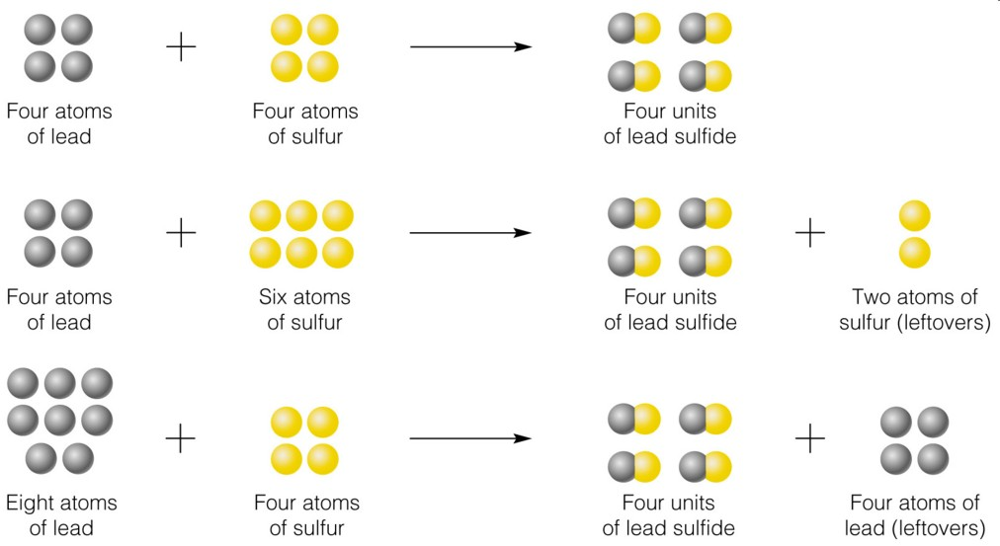 Four atoms
of lead
+
Four atoms
of sulfur
Four units
of lead sulfide
Four atoms
of lead
+
Six atoms
of sulfur
Four units
of lead sulfide
+
Two atoms of
sulfur (leftovers)
Eight atoms
of lead
+
Four atoms
of sulfur
Four units
of lead sulfide
+
Four atoms of
lead (leftovers)